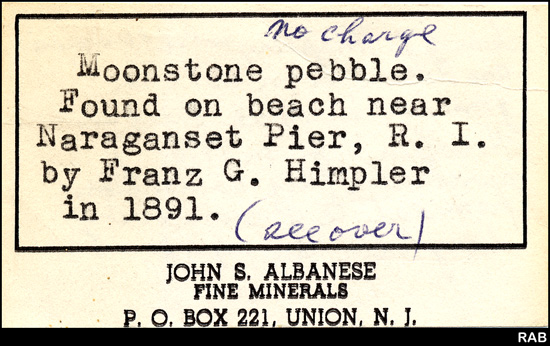 no charge
Moonstone pebble.
Found on beach near
Naraganset Pier, R. I.
by Franz G. Himpler
in 1891.
(see over)
JOHN S. ALBANESE
FINE MINERALS
P. O. BOX 221, UNION, N. J.
RAB